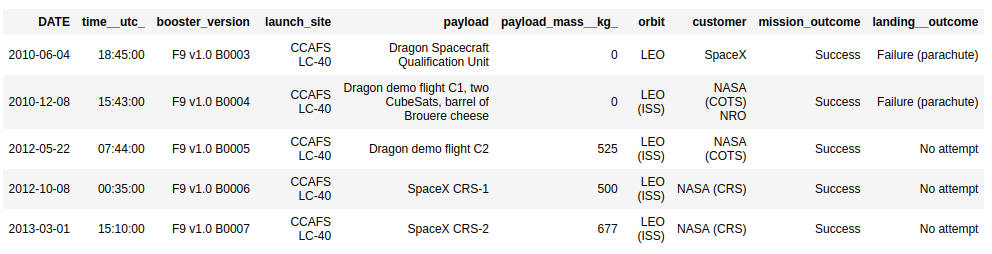 DATE time__utc_ booster_version launch_site payload payload_mass__kg_ orbit customer mission_outcome landing__outcome
2010-06-04 18:45:00 F9 v1.0 B0003 CCAFS LC-40 Dragon Spacecraft Qualification Unit 0 LEO SpaceX Success Failure (parachute)
2010-12-08 15:43:00 F9 v1.0 B0004 CCAFS LC-40 Dragon demo flight C1, two CubeSats, barrel of Brouere cheese 0 LEO (ISS) NASA (COTS) NRO Success Failure (parachute)
2012-05-22 07:44:00 F9 v1.0 B0005 CCAFS LC-40 Dragon demo flight C2 525 LEO (ISS) NASA (COTS) Success No attempt
2012-10-08 00:35:00 F9 v1.0 B0006 CCAFS LC-40 SpaceX CRS-1 500 LEO (ISS) NASA (CRS) Success No attempt
2013-03-01 15:10:00 F9 v1.0 B0007 CCAFS LC-40 SpaceX CRS-2 677 LEO (ISS) NASA (CRS) Success No attempt